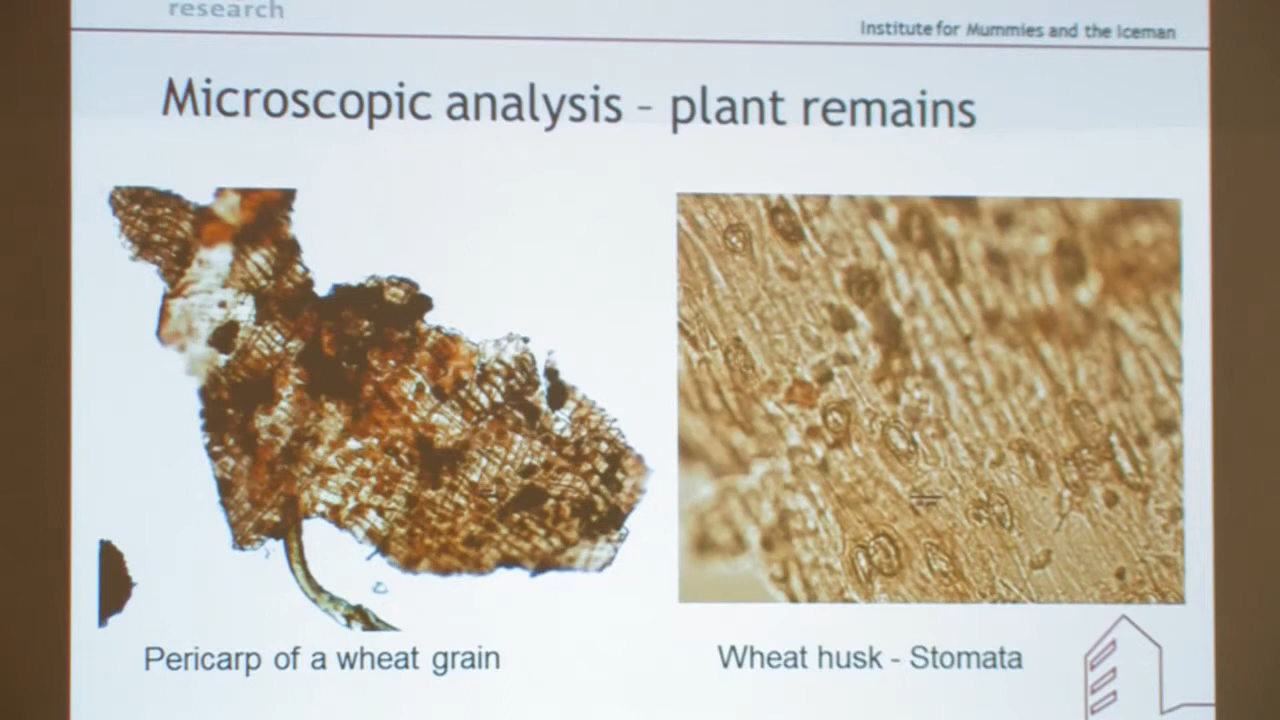 research
Institute for Mummies and the Iceman
Microscopic analysis – plant remains
Pericarp of a wheat grain
Wheat husk - Stomata